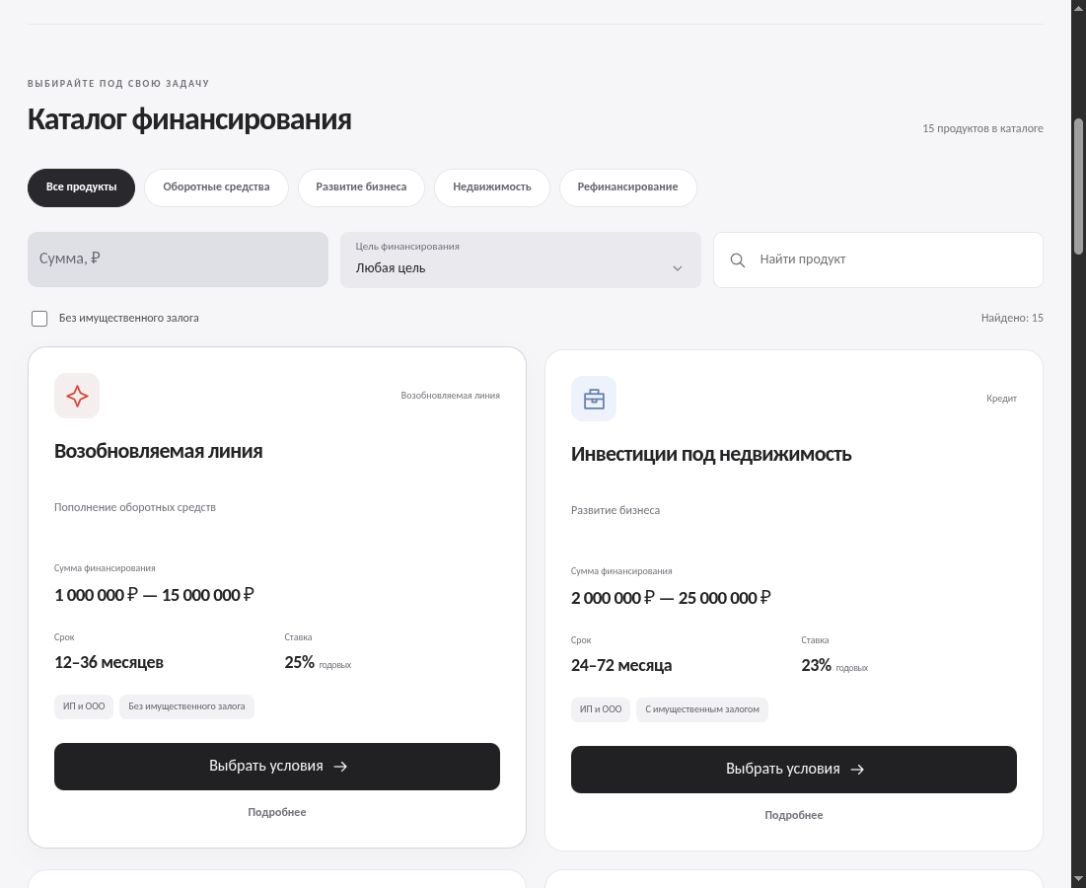 ВЫБИРАЙТЕ ПОД СВОЮ ЗАДАЧУ
Каталог финансирования
15 продуктов в каталоге
Все продукты
Оборотные средства
Развитие бизнеса
Недвижимость
Рефинансирование
Сумма, ₽
Цель финансирования
Любая цель
Найти продукт
Без имущественного залога
Найдено: 15
Возобновляемая линия
Возобновляемая линия
Пополнение оборотных средств
Сумма финансирования
1 000 000 ₽ — 15 000 000 ₽
Срок
Ставка
12–36 месяцев
25% годовых
ИП и ООО
Без имущественного залога
Выбрать условия →
Подробнее
Кредит
Инвестиции под недвижимость
Развитие бизнеса
Сумма финансирования
2 000 000 ₽ — 25 000 000 ₽
Срок
Ставка
24–72 месяца
23% годовых
ИП и ООО
С имущественным залогом
Выбрать условия →
Подробнее